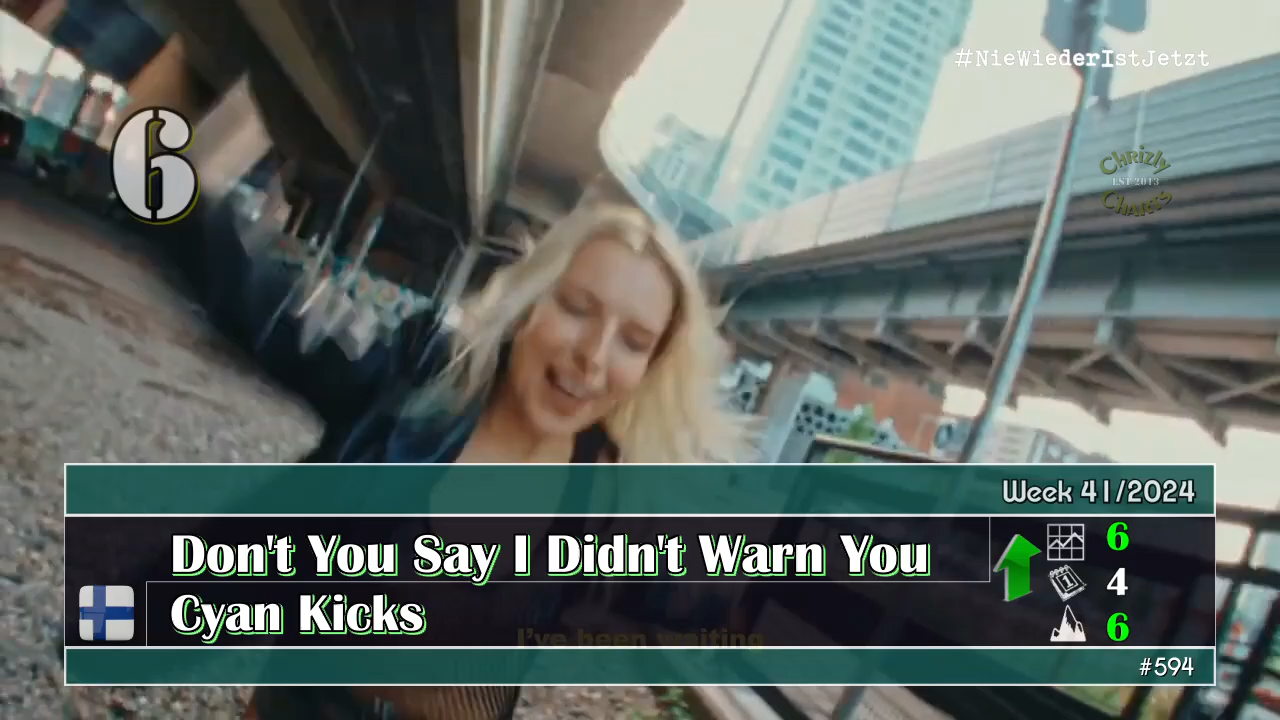 #NieWiederIstJetzt
6
Chrizly
EST 2013
Charts
Week 41/2024
Don't You Say I Didn't Warn You
6
4
Cyan Kicks
6
I've been waiting
#594